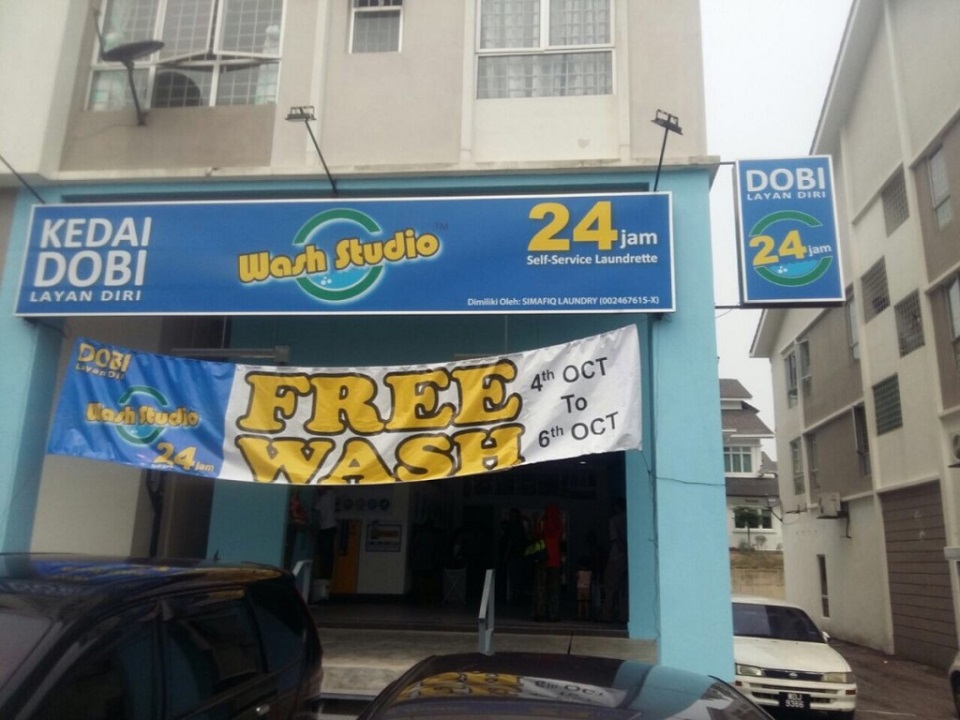 KEDAI
DOBI
LAYAN DIRI
Wash Studio™
24 jam
Self-Service Laundrette
Dimiliki Oleh: SIMAFIQ LAUNDRY (002467615-X)
DOBI
LAYAN DIRI
24 jam
DOBI
Layan Diri
Wash Studio
24 jam
FREE
WASH
4th OCT
To
6th OCT